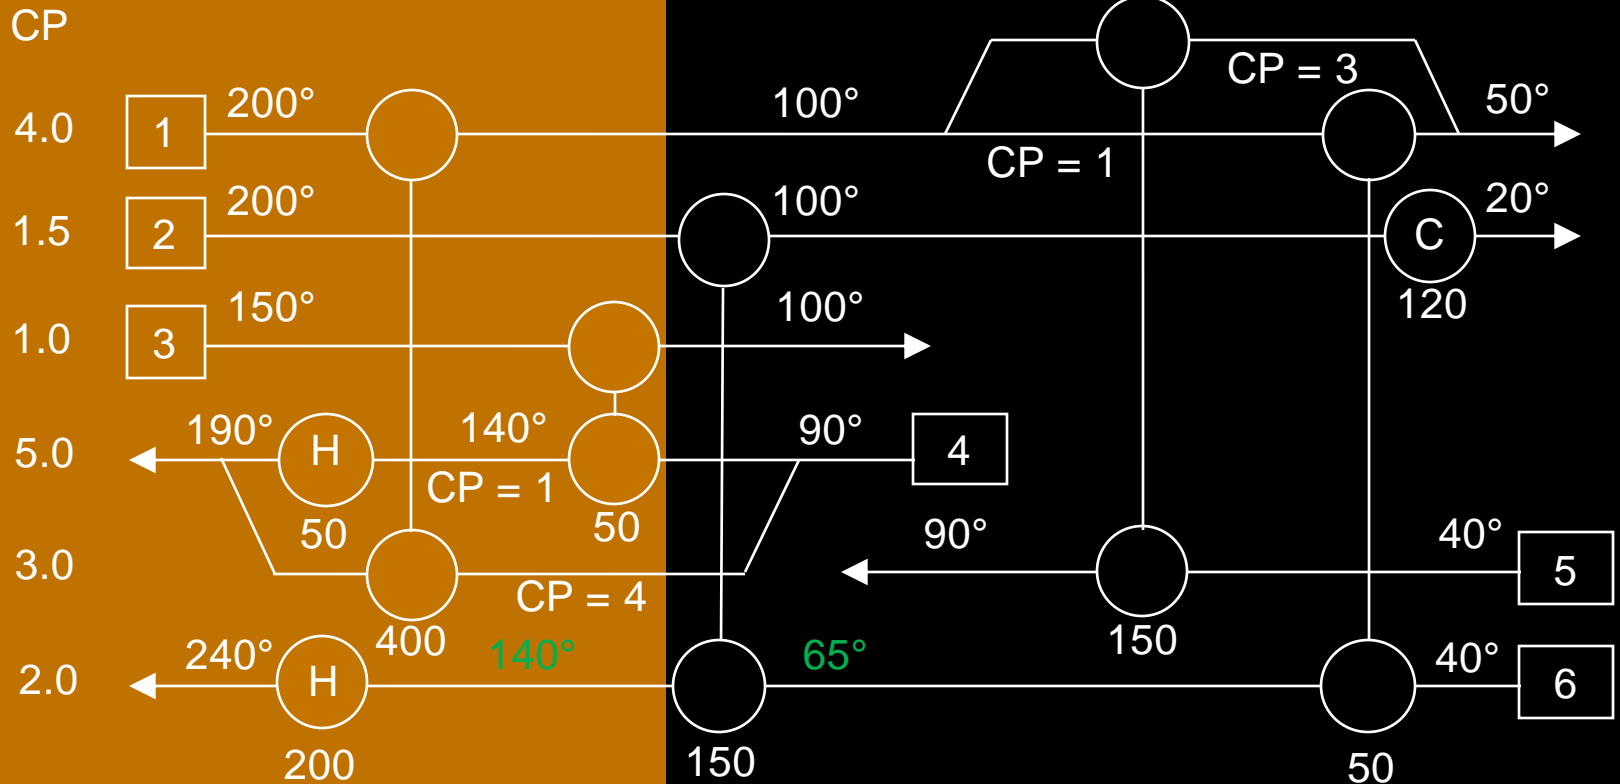 CP
CP = 3
4.0 1 200° 100° 50°
CP = 1
1.5 2 200° 100° C 20°
120
1.0 3 150° 100°
5.0 190° H 140° 90° 4
CP = 1
50 50
3.0 90° 40° 5
CP = 4
400 150
2.0 240° H 140° 65° 40° 6
200 150 50